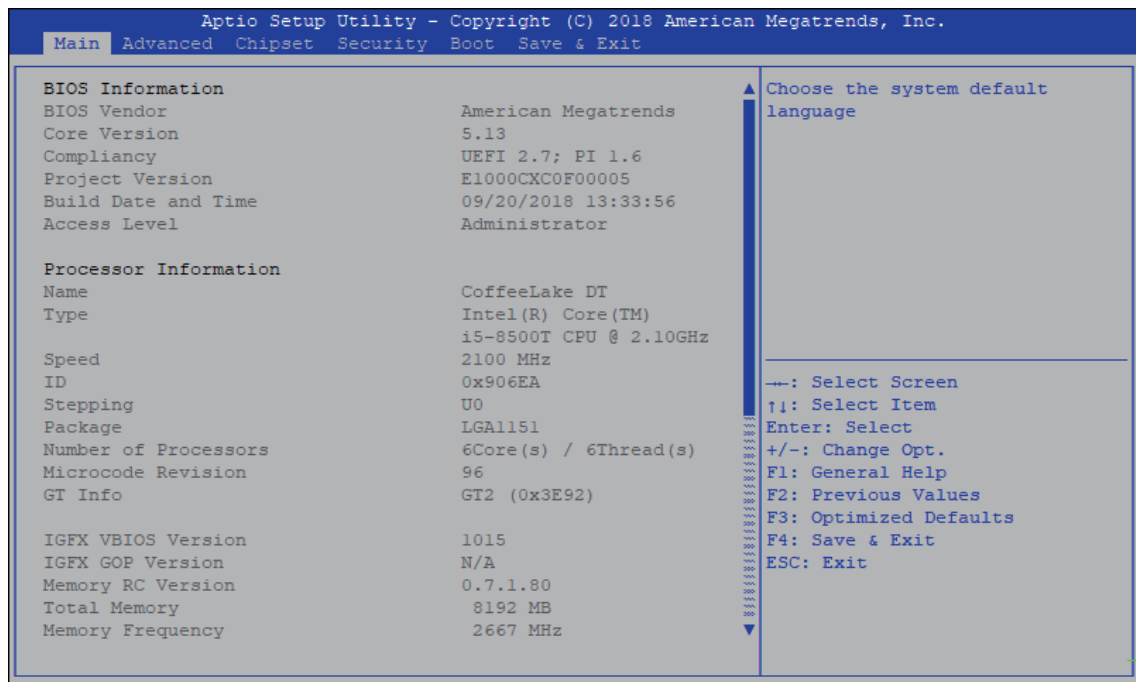 Aptio Setup Utility - Copyright (C) 2018 American Megatrends, Inc.
Main Advanced Chipset Security Boot Save & Exit
BIOS Information
BIOS Vendor American Megatrends
Core Version 5.13
Compliancy UEFI 2.7; PI 1.6
Project Version E1000CXC0F00005
Build Date and Time 09/20/2018 13:33:56
Access Level Administrator
Processor Information
Name CoffeeLake DT
Type Intel(R) Core(TM)
i5-8500T CPU @ 2.10GHz
Speed 2100 MHz
ID 0x906EA
Stepping U0
Package LGA1151
Number of Processors 6Core(s) / 6Thread(s)
Microcode Revision 96
GT Info GT2 (0x3E92)
IGFX VBIOS Version 1015
IGFX GOP Version N/A
Memory RC Version 0.7.1.80
Total Memory 8192 MB
Memory Frequency 2667 MHz
Choose the system default
language
→←: Select Screen
↑↓: Select Item
Enter: Select
+/-: Change Opt.
F1: General Help
F2: Previous Values
F3: Optimized Defaults
F4: Save & Exit
ESC: Exit